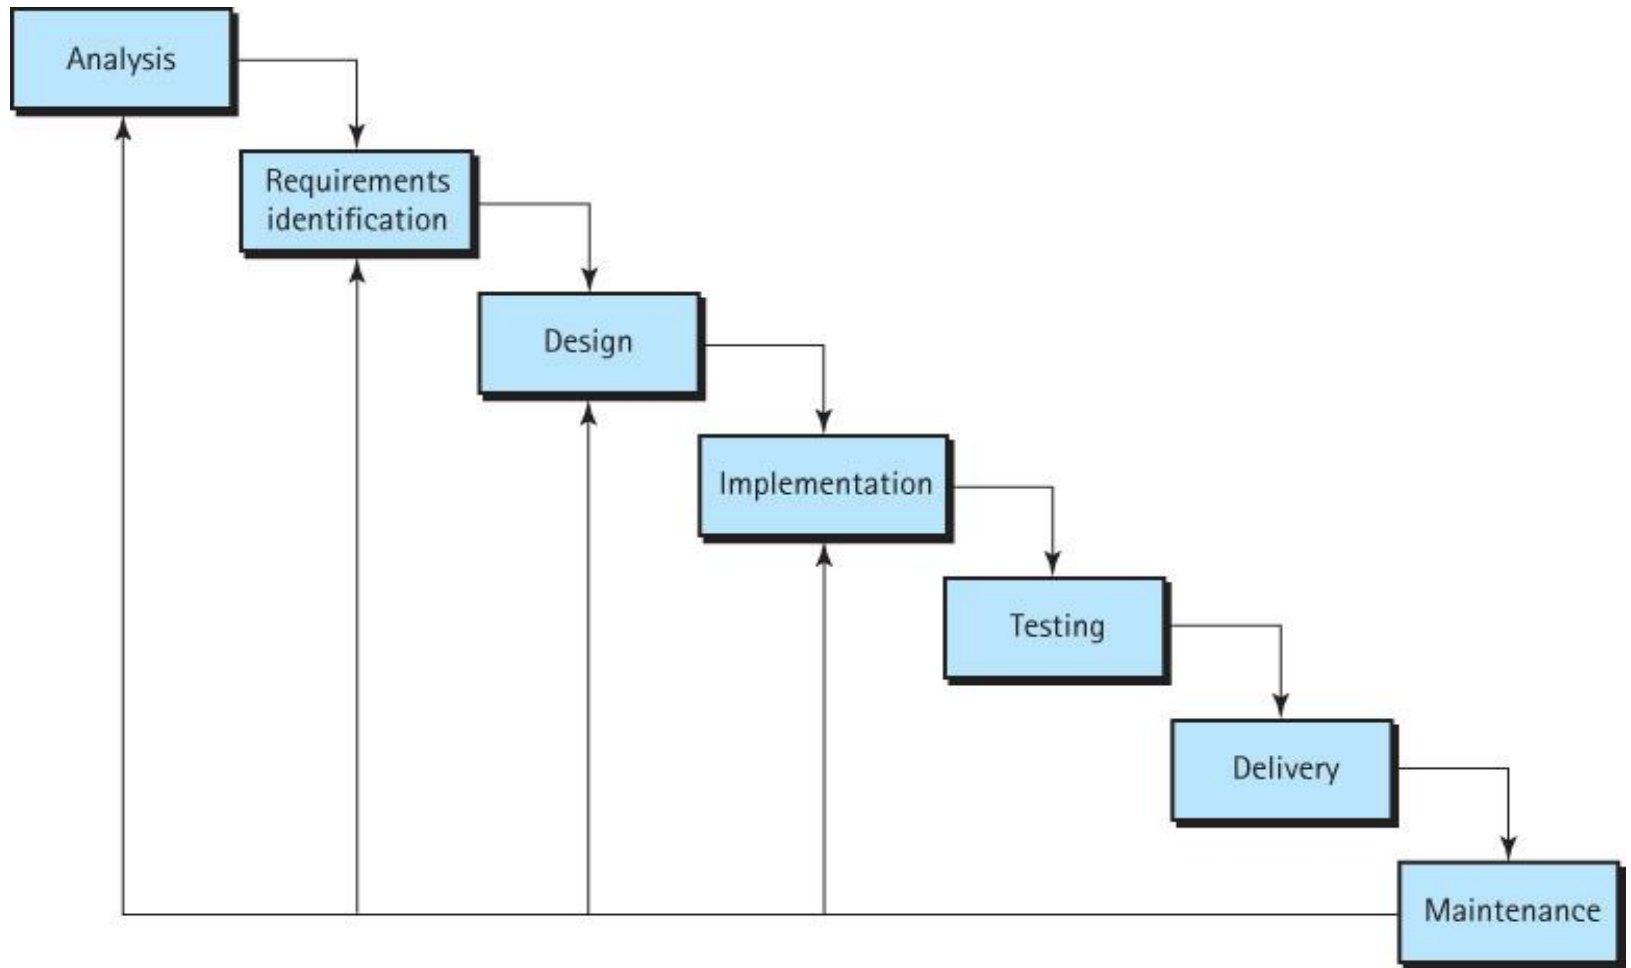 Analysis
Requirements
identification
Design
Implementation
Testing
Delivery
Maintenance